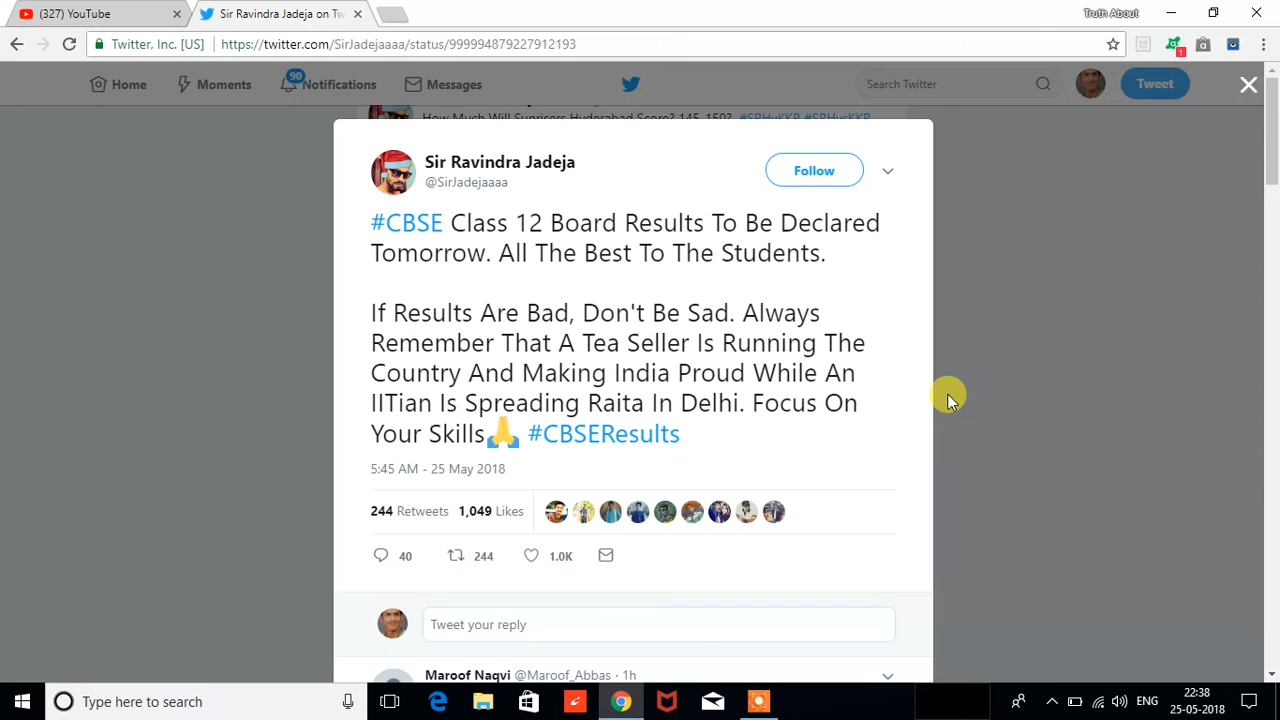 (327) YouTube
Sir Ravindra Jadeja on Tw
Truth About
Twitter, Inc. [US] https://twitter.com/SirJadejaaaa/status/999994879227912193
1
Home Moments 90 Notifications Messages Search Twitter Tweet
How Much Will Sunrisers Hyderabad Score? 145, 150? #SRHvKKR #SRHvsKKR
Sir Ravindra Jadeja
@SirJadejaaaa
Follow
#CBSE Class 12 Board Results To Be Declared
Tomorrow. All The Best To The Students.
If Results Are Bad, Don't Be Sad. Always
Remember That A Tea Seller Is Running The
Country And Making India Proud While An
IITian Is Spreading Raita In Delhi. Focus On
Your Skills🙏 #CBSEResults
5:45 AM - 25 May 2018
244 Retweets 1,049 Likes
40 244 1.0K
Tweet your reply
Maroof Naqvi @Maroof_Abbas · 1h
Type here to search
ENG
22:38
25-05-2018